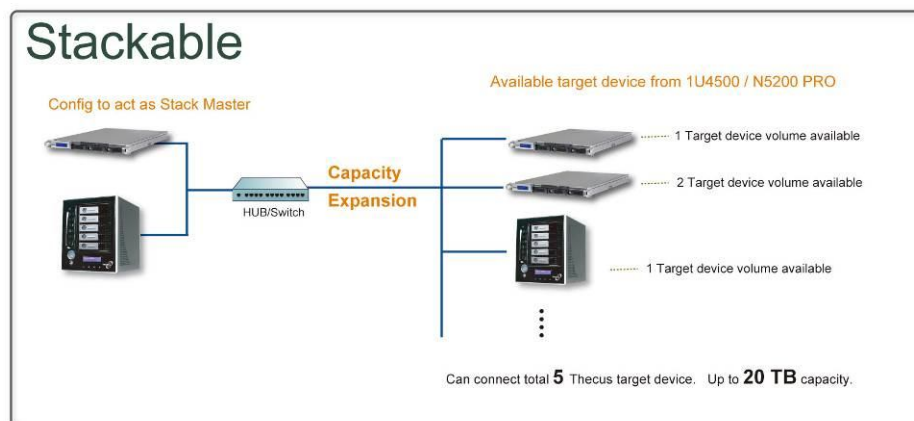 Stackable
Config to act as Stack Master
Available target device from 1U4500 / N5200 PRO
1 Target device volume available
2 Target device volume available
Capacity
Expansion
HUB/Switch
1 Target device volume available
Can connect total 5 Thecus target device. Up to 20 TB capacity.